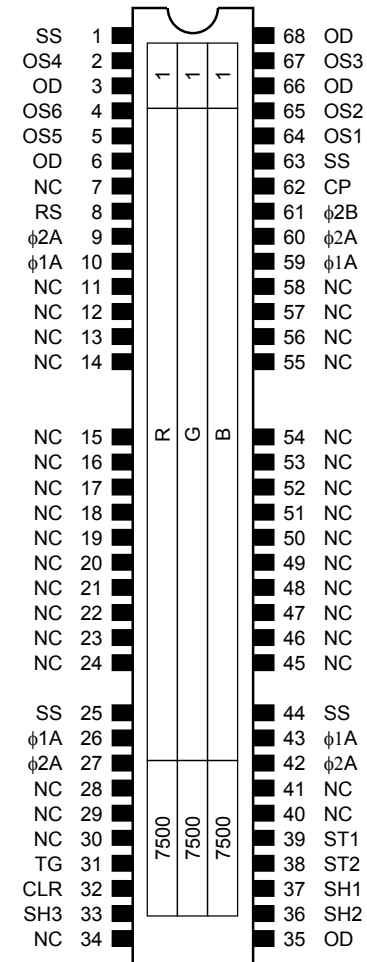 SS 1 68 OD
OS4 2 67 OS3
OD 3 66 OD
OS6 4 65 OS2
OS5 5 64 OS1
OD 6 63 SS
NC 7 62 CP
RS 8 61 ϕ2B
ϕ2A 9 60 ϕ2A
ϕ1A 10 59 ϕ1A
NC 11 58 NC
NC 12 57 NC
NC 13 56 NC
NC 14 55 NC
NC 15 54 NC
NC 16 53 NC
NC 17 52 NC
NC 18 51 NC
NC 19 50 NC
NC 20 49 NC
NC 21 48 NC
NC 22 47 NC
NC 23 46 NC
NC 24 45 NC
SS 25 44 SS
ϕ1A 26 43 ϕ1A
ϕ2A 27 42 ϕ2A
NC 28 41 NC
NC 29 40 NC
NC 30 39 ST1
TG 31 38 ST2
CLR 32 37 SH1
SH3 33 36 SH2
NC 34 35 OD
1 1 1
R G B
7500 7500 7500